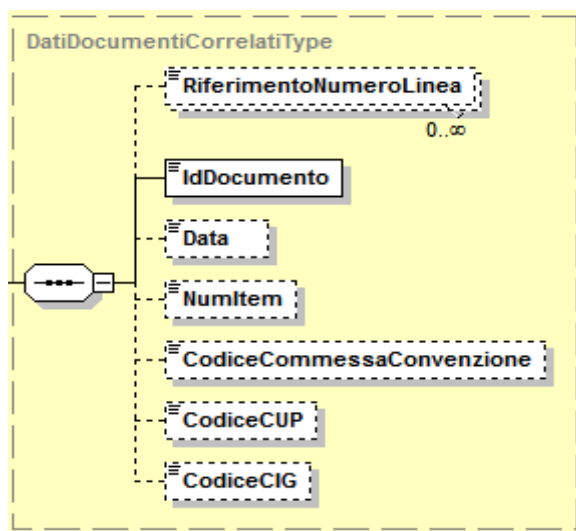 DatiDocumentiCorrelatiType
RiferimentoNumeroLinea
0..∞
IdDocumento
Data
NumItem
CodiceCommessaConvenzione
CodiceCUP
CodiceCIG